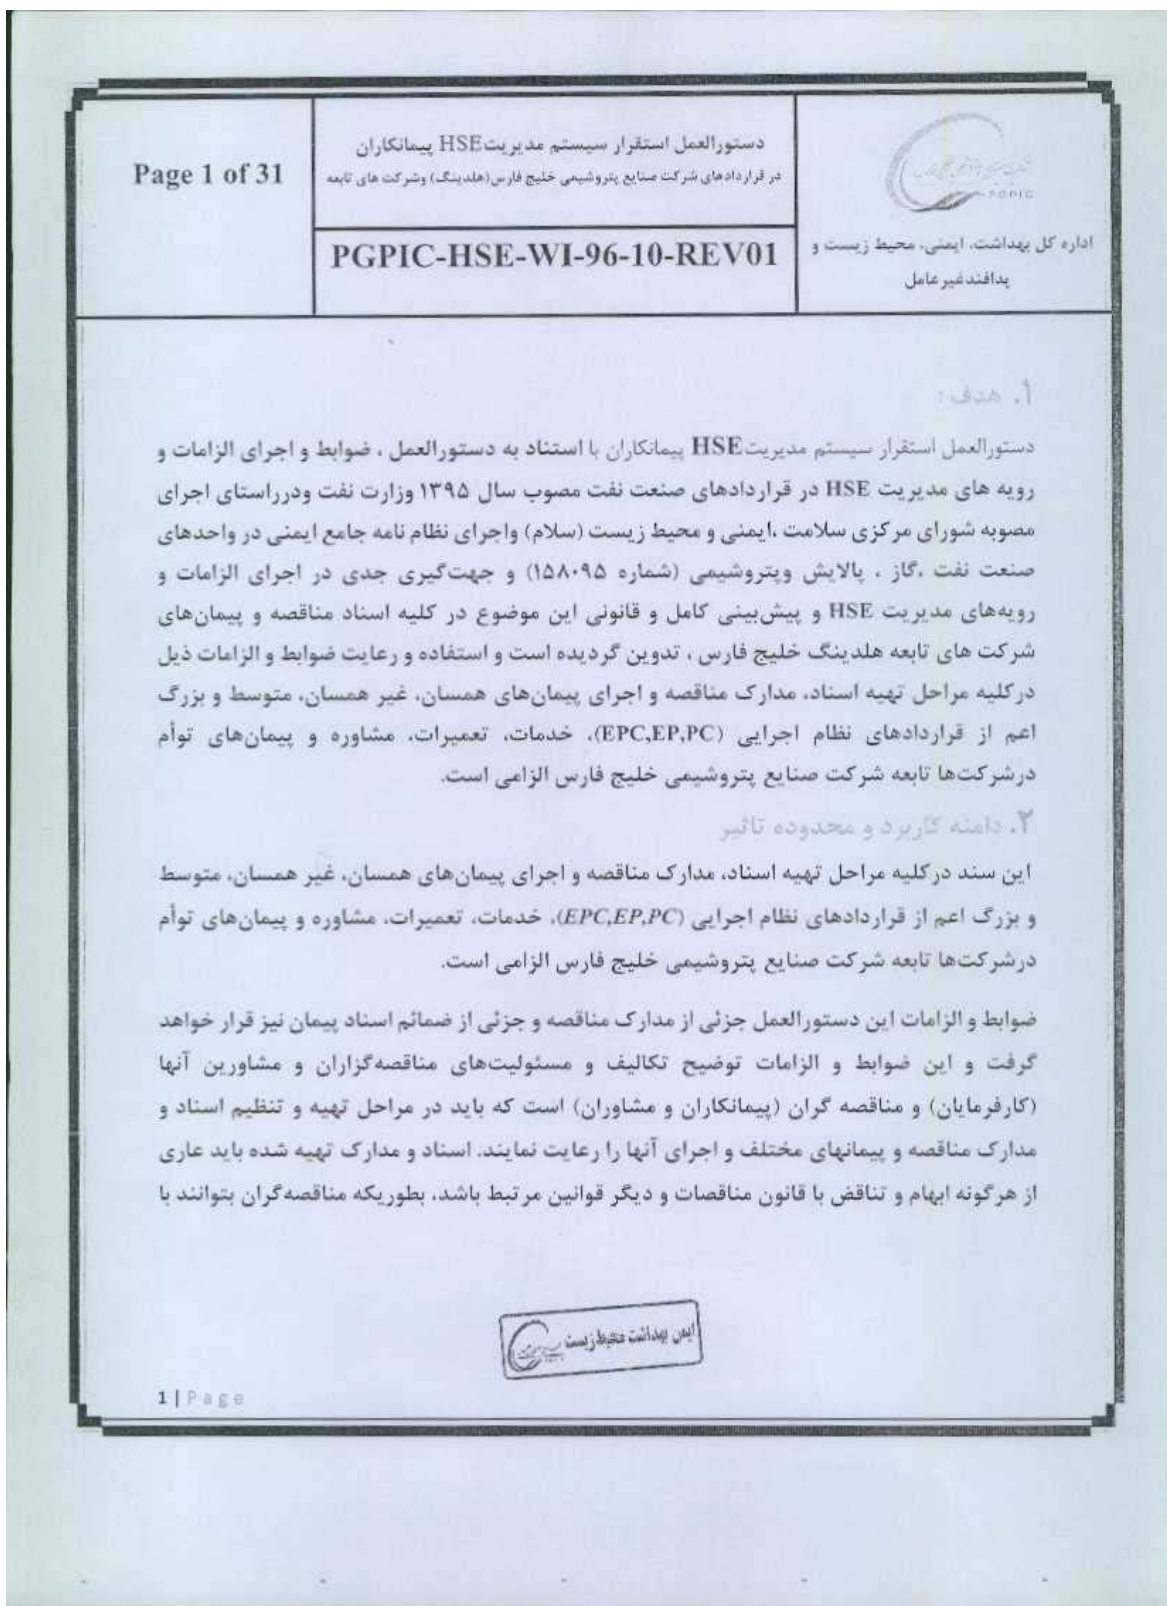 Page 1 of 31
دستورالعمل استقرار سیستم مدیریتHSE پیمانکاران
در قراردادهای شرکت صنایع پتروشیمی خلیج فارس(هلدینگ) وشرکت های تابعه
PGPIC-HSE-WI-96-10-REV01
PGPIC
اداره کل بهداشت، ایمنی، محیط زیست و
پدافندغیرعامل
۱. هدف:
دستورالعمل استقرار سیستم مدیریتHSE پیمانکاران با استناد به دستورالعمل ، ضوابط و اجرای الزامات و
رویه های مدیریت HSE در قراردادهای صنعت نفت مصوب سال ۱۳۹۵ وزارت نفت ودرراستای اجرای
مصوبه شورای مرکزی سلامت ،ایمنی و محیط زیست (سلام) واجرای نظام نامه جامع ایمنی در واحدهای
صنعت نفت ،گاز ، پالایش وپتروشیمی (شماره ۱۵۸۰۹۵) و جهت‌گیری جدی در اجرای الزامات و
رویه‌های مدیریت HSE و پیش‌بینی کامل و قانونی این موضوع در کلیه اسناد مناقصه و پیمان‌های
شرکت های تابعه هلدینگ خلیج فارس ، تدوین گردیده است و استفاده و رعایت ضوابط و الزامات ذیل
درکلیه مراحل تهیه اسناد، مدارک مناقصه و اجرای پیمان‌های همسان، غیر همسان، متوسط و بزرگ
اعم از قراردادهای نظام اجرایی (EPC,EP,PC)، خدمات، تعمیرات، مشاوره و پیمان‌های توأم
درشرکت‌ها تابعه شرکت صنایع پتروشیمی خلیج فارس الزامی است.
۲. دامنه کاربرد و محدوده تاثیر
این سند درکلیه مراحل تهیه اسناد، مدارک مناقصه و اجرای پیمان‌های همسان، غیر همسان، متوسط
و بزرگ اعم از قراردادهای نظام اجرایی (EPC,EP,PC)، خدمات، تعمیرات، مشاوره و پیمان‌های توأم
درشرکت‌ها تابعه شرکت صنایع پتروشیمی خلیج فارس الزامی است.
ضوابط و الزامات این دستورالعمل جزئی از مدارک مناقصه و جزئی از ضمائم اسناد پیمان نیز قرار خواهد
گرفت و این ضوابط و الزامات توضیح تکالیف و مسئولیت‌های مناقصه‌گزاران و مشاورین آنها
(کارفرمایان) و مناقصه گران (پیمانکاران و مشاوران) است که باید در مراحل تهیه و تنظیم اسناد و
مدارک مناقصه و پیمانهای مختلف و اجرای آنها را رعایت نمایند. اسناد و مدارک تهیه شده باید عاری
از هرگونه ابهام و تناقض با قانون مناقصات و دیگر قوانین مرتبط باشد، بطوریکه مناقصه‌گران بتوانند با
ایمن بهداشت محیط زیست
1 | Page